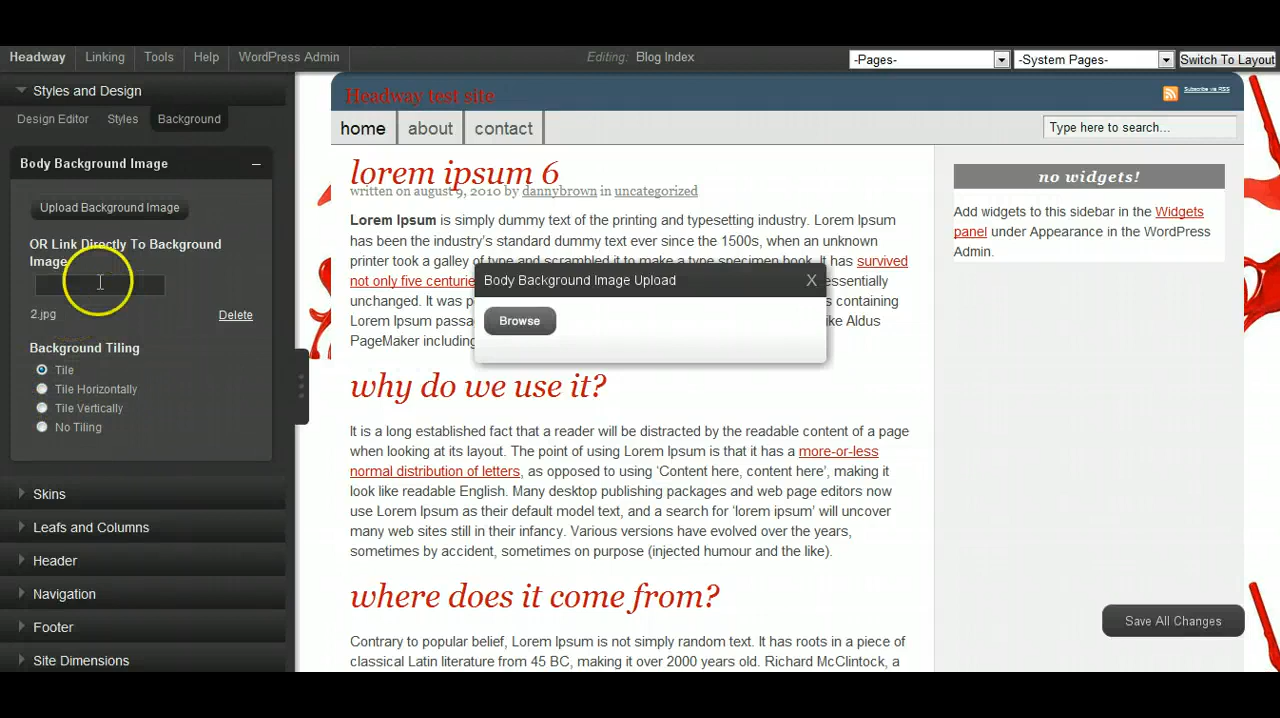 Headway Linking Tools Help WordPress Admin Editing: Blog Index -Pages- -System Pages- Switch To Layout
Styles and Design
Design Editor Styles Background
Body Background Image
Upload Background Image
OR Link Directly To Background
Image
2.jpg Delete
Background Tiling
Tile
Tile Horizontally
Tile Vertically
No Tiling
Skins
Leafs and Columns
Header
Navigation
Footer
Site Dimensions
Headway test site
Subscribe via RSS
home about contact
Type here to search...
lorem ipsum 6
written on august 9, 2010 by dannybrown in uncategorized
Lorem Ipsum is simply dummy text of the printing and typesetting industry. Lorem Ipsum
has been the industry's standard dummy text ever since the 1500s, when an unknown
printer took a galley of type and scrambled it to make a type specimen book. It has survived
not only five centurie essentially
unchanged. It was p s containing
Lorem Ipsum passa ike Aldus
PageMaker including
Body Background Image Upload X
Browse
why do we use it?
It is a long established fact that a reader will be distracted by the readable content of a page
when looking at its layout. The point of using Lorem Ipsum is that it has a more-or-less
normal distribution of letters, as opposed to using 'Content here, content here', making it
look like readable English. Many desktop publishing packages and web page editors now
use Lorem Ipsum as their default model text, and a search for 'lorem ipsum' will uncover
many web sites still in their infancy. Various versions have evolved over the years,
sometimes by accident, sometimes on purpose (injected humour and the like).
where does it come from?
Contrary to popular belief, Lorem Ipsum is not simply random text. It has roots in a piece of
classical Latin literature from 45 BC, making it over 2000 years old. Richard McClintock, a
no widgets!
Add widgets to this sidebar in the Widgets
panel under Appearance in the WordPress
Admin.
Save All Changes